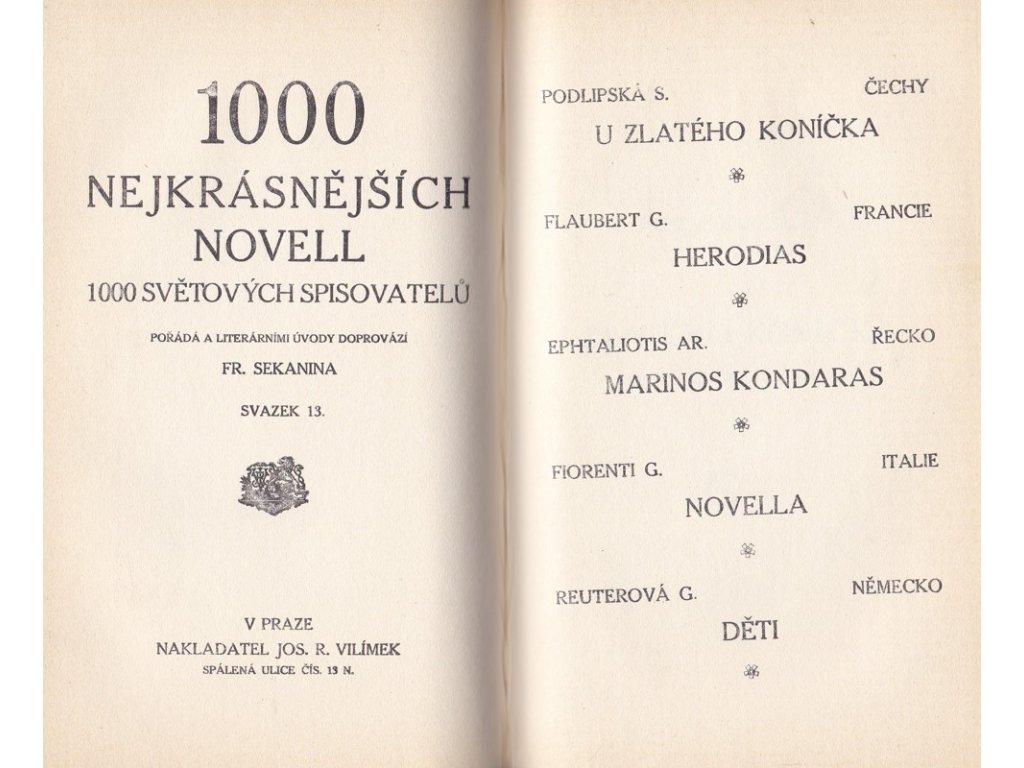 1000
NEJKRÁSNĚJŠÍCH
NOVELL
1000 SVĚTOVÝCH SPISOVATELŮ
POŘÁDÁ A LITERÁRNÍMI ÚVODY DOPROVÁZÍ
FR. SEKANINA
SVAZEK 13.
V PRAZE
NAKLADATEL JOS. R. VILÍMEK
SPÁLENÁ ULICE ČÍS. 13 N.
PODLIPSKÁ S. ČECHY
U ZLATÉHO KONÍČKA
FLAUBERT G. FRANCIE
HERODIAS
EPHTALIOTIS AR. ŘECKO
MARINOS KONDARAS
FIORENTI G. ITALIE
NOVELLA
REUTEROVÁ G. NĚMECKO
DĚTI